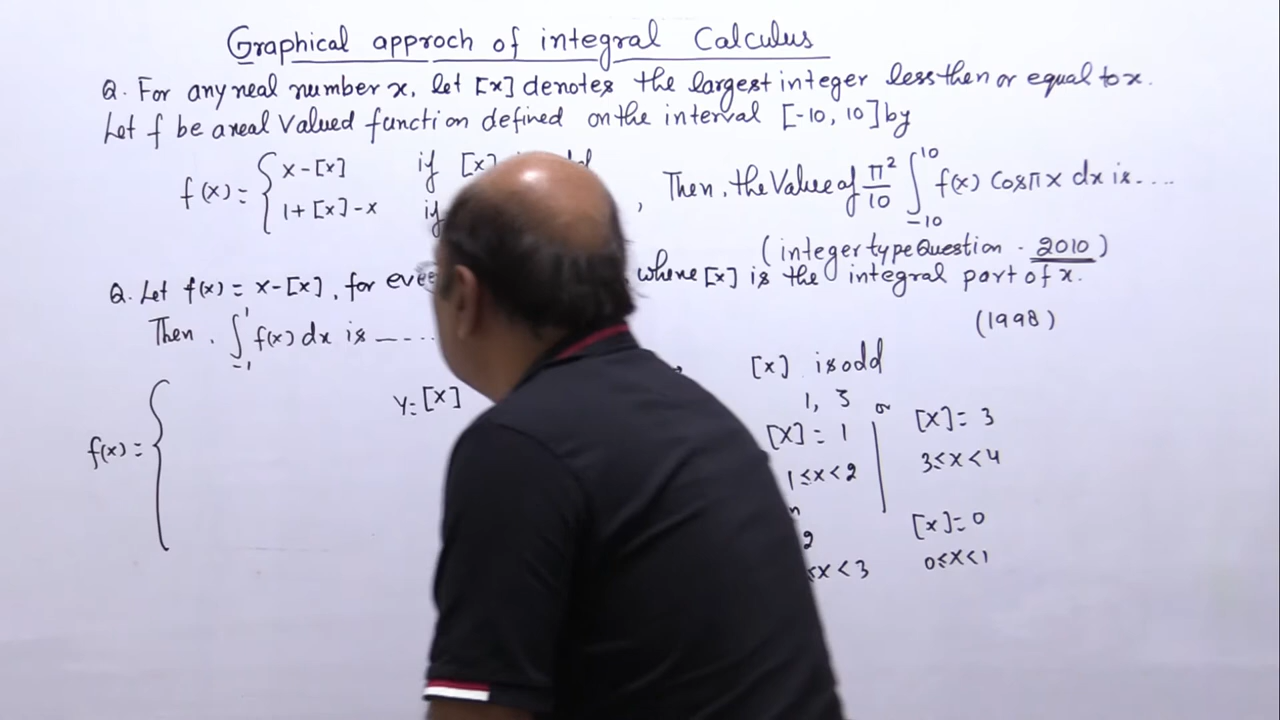 Graphical approch of integral Calculus
Q. For any real number x, let [x] denotes the largest integer less then or equal to x.
Let f be a real valued function defined on the interval [-10, 10] by
f(x) = { x - [x] if [x]
1 + [x] - x if
, Then, the Value of π²/10 ∫_{-10}^{10} f(x) Cosπx dx is....
(integer type Question - 2010)
Q. Let f(x) = x - [x], for eve where [x] is the integral part of x.
Then . ∫_{-1}^{1} f(x) dx is ----
(1998)
f(x) = {
Y = [x]
[x] is odd
1, 3
[x] = 1 or [x] = 3
1 ≤ x < 2 3 ≤ x < 4
n
2 [x] = 0
≤ x < 3 0 ≤ x < 1